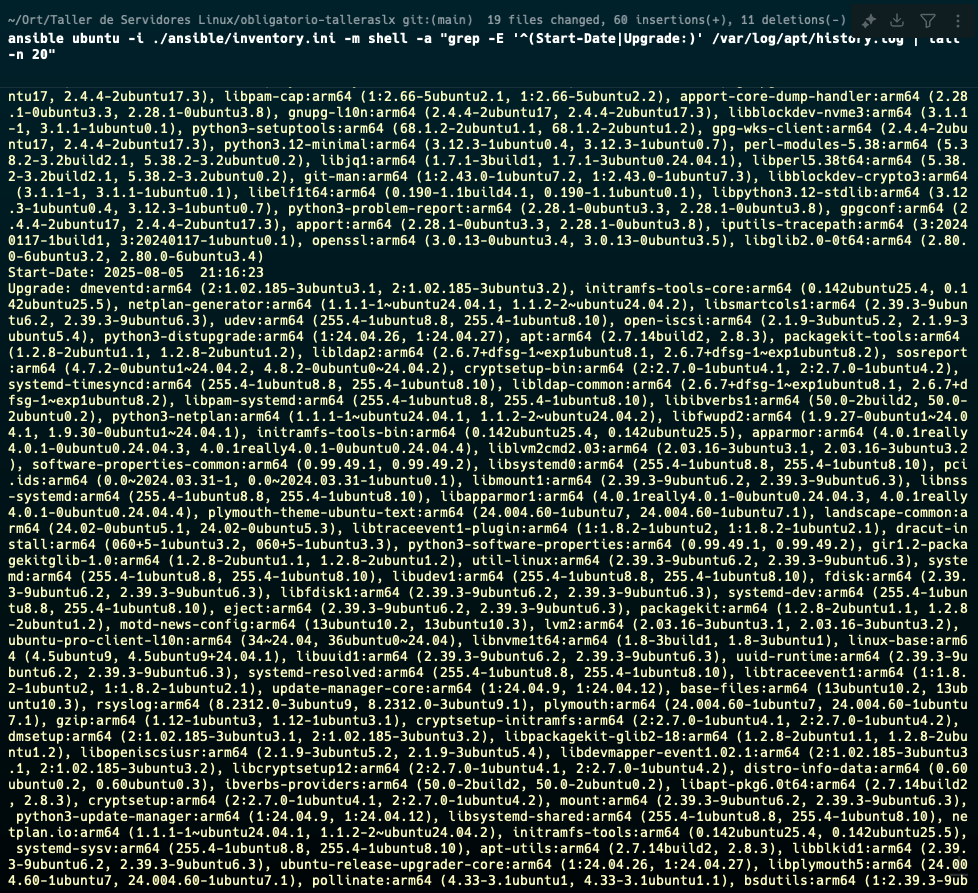 ~/Ort/Taller de Servidores Linux/obligatorio-talleraslx git:(main)  19 files changed, 60 insertions(+), 11 deletions(-)
ansible ubuntu -i ./ansible/inventory.ini -m shell -a "grep -E '^(Start-Date|Upgrade:)' /var/log/apt/history.log | tail
-n 20"
ntu17, 2.4.4-2ubuntu17.3), libpam-cap:arm64 (1:2.66-5ubuntu2.1, 1:2.66-5ubuntu2.2), apport-core-dump-handler:arm64 (2.28
.1-0ubuntu3.3, 2.28.1-0ubuntu3.8), gnupg-l10n:arm64 (2.4.4-2ubuntu17, 2.4.4-2ubuntu17.3), libblockdev-nvme3:arm64 (3.1.1
-1, 3.1.1-1ubuntu0.1), python3-setuptools:arm64 (68.1.2-2ubuntu1.1, 68.1.2-2ubuntu1.2), gpg-wks-client:arm64 (2.4.4-2ubu
ntu17, 2.4.4-2ubuntu17.3), python3.12-minimal:arm64 (3.12.3-1ubuntu0.4, 3.12.3-1ubuntu0.7), perl-modules-5.38:arm64 (5.3
8.2-3.2build2.1, 5.38.2-3.2ubuntu0.2), libjq1:arm64 (1.7.1-3build1, 1.7.1-3ubuntu0.24.04.1), libperl5.38t64:arm64 (5.38.
2-3.2build2.1, 5.38.2-3.2ubuntu0.2), git-man:arm64 (1:2.43.0-1ubuntu7.2, 1:2.43.0-1ubuntu7.3), libblockdev-crypto3:arm64
(3.1.1-1, 3.1.1-1ubuntu0.1), libelf1t64:arm64 (0.190-1.1build4.1, 0.190-1.1ubuntu0.1), libpython3.12-stdlib:arm64 (3.12
.3-1ubuntu0.4, 3.12.3-1ubuntu0.7), python3-problem-report:arm64 (2.28.1-0ubuntu3.3, 2.28.1-0ubuntu3.8), gpgconf:arm64 (2
.4.4-2ubuntu17, 2.4.4-2ubuntu17.3), apport:arm64 (2.28.1-0ubuntu3.3, 2.28.1-0ubuntu3.8), iputils-tracepath:arm64 (3:2024
0117-1build1, 3:20240117-1ubuntu0.1), openssl:arm64 (3.0.13-0ubuntu3.4, 3.0.13-0ubuntu3.5), libglib2.0-0t64:arm64 (2.80.
0-6ubuntu3.2, 2.80.0-6ubuntu3.4)
Start-Date: 2025-08-05  21:16:23
Upgrade: dmeventd:arm64 (2:1.02.185-3ubuntu3.1, 2:1.02.185-3ubuntu3.2), initramfs-tools-core:arm64 (0.142ubuntu25.4, 0.1
42ubuntu25.5), netplan-generator:arm64 (1.1.1-1~ubuntu24.04.1, 1.1.2-2~ubuntu24.04.2), libsmartcols1:arm64 (2.39.3-9ubun
tu6.2, 2.39.3-9ubuntu6.3), udev:arm64 (255.4-1ubuntu8.8, 255.4-1ubuntu8.10), open-iscsi:arm64 (2.1.9-3ubuntu5.2, 2.1.9-3
ubuntu5.4), python3-distupgrade:arm64 (1:24.04.26, 1:24.04.27), apt:arm64 (2.7.14build2, 2.8.3), packagekit-tools:arm64
(1.2.8-2ubuntu1.1, 1.2.8-2ubuntu1.2), libldap2:arm64 (2.6.7+dfsg-1~exp1ubuntu8.1, 2.6.7+dfsg-1~exp1ubuntu8.2), sosreport
:arm64 (4.7.2-0ubuntu1~24.04.2, 4.8.2-0ubuntu0~24.04.2), cryptsetup-bin:arm64 (2:2.7.0-1ubuntu4.1, 2:2.7.0-1ubuntu4.2),
systemd-timesyncd:arm64 (255.4-1ubuntu8.8, 255.4-1ubuntu8.10), libldap-common:arm64 (2.6.7+dfsg-1~exp1ubuntu8.1, 2.6.7+d
fsg-1~exp1ubuntu8.2), libpam-systemd:arm64 (255.4-1ubuntu8.8, 255.4-1ubuntu8.10), libibverbs1:arm64 (50.0-2build2, 50.0-
2ubuntu0.2), python3-netplan:arm64 (1.1.1-1~ubuntu24.04.1, 1.1.2-2~ubuntu24.04.2), libfwupd2:arm64 (1.9.27-0ubuntu1~24.0
4.1, 1.9.30-0ubuntu1~24.04.1), initramfs-tools-bin:arm64 (0.142ubuntu25.4, 0.142ubuntu25.5), apparmor:arm64 (4.0.1really
4.0.1-0ubuntu0.24.04.3, 4.0.1really4.0.1-0ubuntu0.24.04.4), liblvm2cmd2.03:arm64 (2.03.16-3ubuntu3.1, 2.03.16-3ubuntu3.2
), software-properties-common:arm64 (0.99.49.1, 0.99.49.2), libsystemd0:arm64 (255.4-1ubuntu8.8, 255.4-1ubuntu8.10), pci
.ids:arm64 (0.0~2024.03.31-1, 0.0~2024.03.31-1ubuntu0.1), libmount1:arm64 (2.39.3-9ubuntu6.2, 2.39.3-9ubuntu6.3), libnss
-systemd:arm64 (255.4-1ubuntu8.8, 255.4-1ubuntu8.10), libapparmor1:arm64 (4.0.1really4.0.1-0ubuntu0.24.04.3, 4.0.1really
4.0.1-0ubuntu0.24.04.4), plymouth-theme-ubuntu-text:arm64 (24.004.60-1ubuntu7, 24.004.60-1ubuntu7.1), landscape-common:a
rm64 (24.02-0ubuntu5.1, 24.02-0ubuntu5.3), libtraceevent1-plugin:arm64 (1:1.8.2-1ubuntu2, 1:1.8.2-1ubuntu2.1), dracut-in
stall:arm64 (060+5-1ubuntu3.2, 060+5-1ubuntu3.3), python3-software-properties:arm64 (0.99.49.1, 0.99.49.2), gir1.2-packa
gekitglib-1.0:arm64 (1.2.8-2ubuntu1.1, 1.2.8-2ubuntu1.2), util-linux:arm64 (2.39.3-9ubuntu6.2, 2.39.3-9ubuntu6.3), syste
md:arm64 (255.4-1ubuntu8.8, 255.4-1ubuntu8.10), libudev1:arm64 (255.4-1ubuntu8.8, 255.4-1ubuntu8.10), fdisk:arm64 (2.39.
3-9ubuntu6.2, 2.39.3-9ubuntu6.3), libfdisk1:arm64 (2.39.3-9ubuntu6.2, 2.39.3-9ubuntu6.3), systemd-dev:arm64 (255.4-1ubun
tu8.8, 255.4-1ubuntu8.10), eject:arm64 (2.39.3-9ubuntu6.2, 2.39.3-9ubuntu6.3), packagekit:arm64 (1.2.8-2ubuntu1.1, 1.2.8
-2ubuntu1.2), motd-news-config:arm64 (13ubuntu10.2, 13ubuntu10.3), lvm2:arm64 (2.03.16-3ubuntu3.1, 2.03.16-3ubuntu3.2),
ubuntu-pro-client-l10n:arm64 (34~24.04, 36ubuntu0~24.04), libnvme1t64:arm64 (1.8-3build1, 1.8-3ubuntu1), linux-base:arm6
4 (4.5ubuntu9, 4.5ubuntu9+24.04.1), libuuid1:arm64 (2.39.3-9ubuntu6.2, 2.39.3-9ubuntu6.3), uuid-runtime:arm64 (2.39.3-9u
buntu6.2, 2.39.3-9ubuntu6.3), systemd-resolved:arm64 (255.4-1ubuntu8.8, 255.4-1ubuntu8.10), libtraceevent1:arm64 (1:1.8.
2-1ubuntu2, 1:1.8.2-1ubuntu2.1), update-manager-core:arm64 (1:24.04.9, 1:24.04.12), base-files:arm64 (13ubuntu10.2, 13ub
untu10.3), rsyslog:arm64 (8.2312.0-3ubuntu9, 8.2312.0-3ubuntu9.1), plymouth:arm64 (24.004.60-1ubuntu7, 24.004.60-1ubuntu
7.1), gzip:arm64 (1.12-1ubuntu3, 1.12-1ubuntu3.1), cryptsetup-initramfs:arm64 (2:2.7.0-1ubuntu4.1, 2:2.7.0-1ubuntu4.2),
dmsetup:arm64 (2:1.02.185-3ubuntu3.1, 2:1.02.185-3ubuntu3.2), libpackagekit-glib2-18:arm64 (1.2.8-2ubuntu1.1, 1.2.8-2ubu
ntu1.2), libopeniscsiusr:arm64 (2.1.9-3ubuntu5.2, 2.1.9-3ubuntu5.4), libdevmapper-event1.02.1:arm64 (2:1.02.185-3ubuntu3
.1, 2:1.02.185-3ubuntu3.2), libcryptsetup12:arm64 (2:2.7.0-1ubuntu4.1, 2:2.7.0-1ubuntu4.2), distro-info-data:arm64 (0.60
ubuntu0.2, 0.60ubuntu0.3), ibverbs-providers:arm64 (50.0-2build2, 50.0-2ubuntu0.2), libapt-pkg6.0t64:arm64 (2.7.14build2
, 2.8.3), cryptsetup:arm64 (2:2.7.0-1ubuntu4.1, 2:2.7.0-1ubuntu4.2), mount:arm64 (2.39.3-9ubuntu6.2, 2.39.3-9ubuntu6.3),
python3-update-manager:arm64 (1:24.04.9, 1:24.04.12), libsystemd-shared:arm64 (255.4-1ubuntu8.8, 255.4-1ubuntu8.10), ne
tplan.io:arm64 (1.1.1-1~ubuntu24.04.1, 1.1.2-2~ubuntu24.04.2), initramfs-tools:arm64 (0.142ubuntu25.4, 0.142ubuntu25.5),
systemd-sysv:arm64 (255.4-1ubuntu8.8, 255.4-1ubuntu8.10), apt-utils:arm64 (2.7.14build2, 2.8.3), libblkid1:arm64 (2.39.
3-9ubuntu6.2, 2.39.3-9ubuntu6.3), ubuntu-release-upgrader-core:arm64 (1:24.04.26, 1:24.04.27), libplymouth5:arm64 (24.00
4.60-1ubuntu7, 24.004.60-1ubuntu7.1), pollinate:arm64 (4.33-3.1ubuntu1, 4.33-3.1ubuntu1.1), bsdutils:arm64 (1:2.39.3-9ub